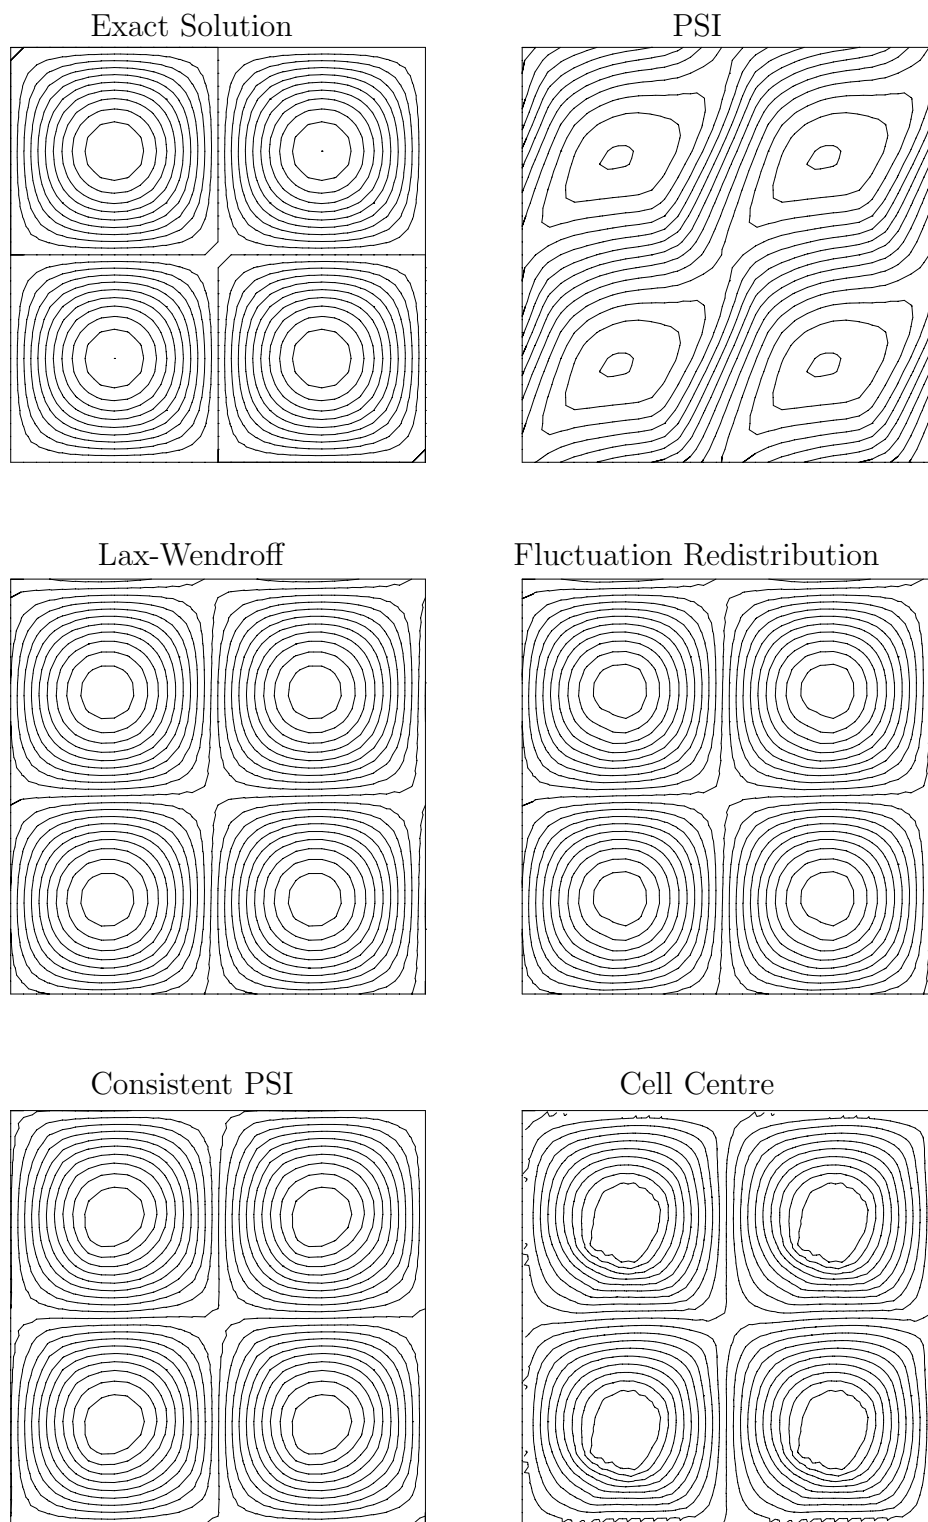 Exact Solution
PSI
Lax-Wendroff
Fluctuation Redistribution
Consistent PSI
Cell Centre